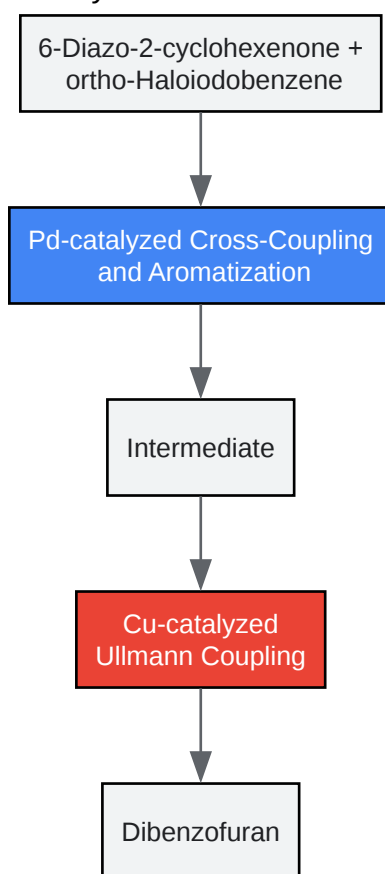 6-Diazo-2-cyclohexenone +
ortho-Haloiodobenzene
Pd-catalyzed Cross-Coupling
and Aromatization
Intermediate
Cu-catalyzed
Ullmann Coupling
Dibenzofuran